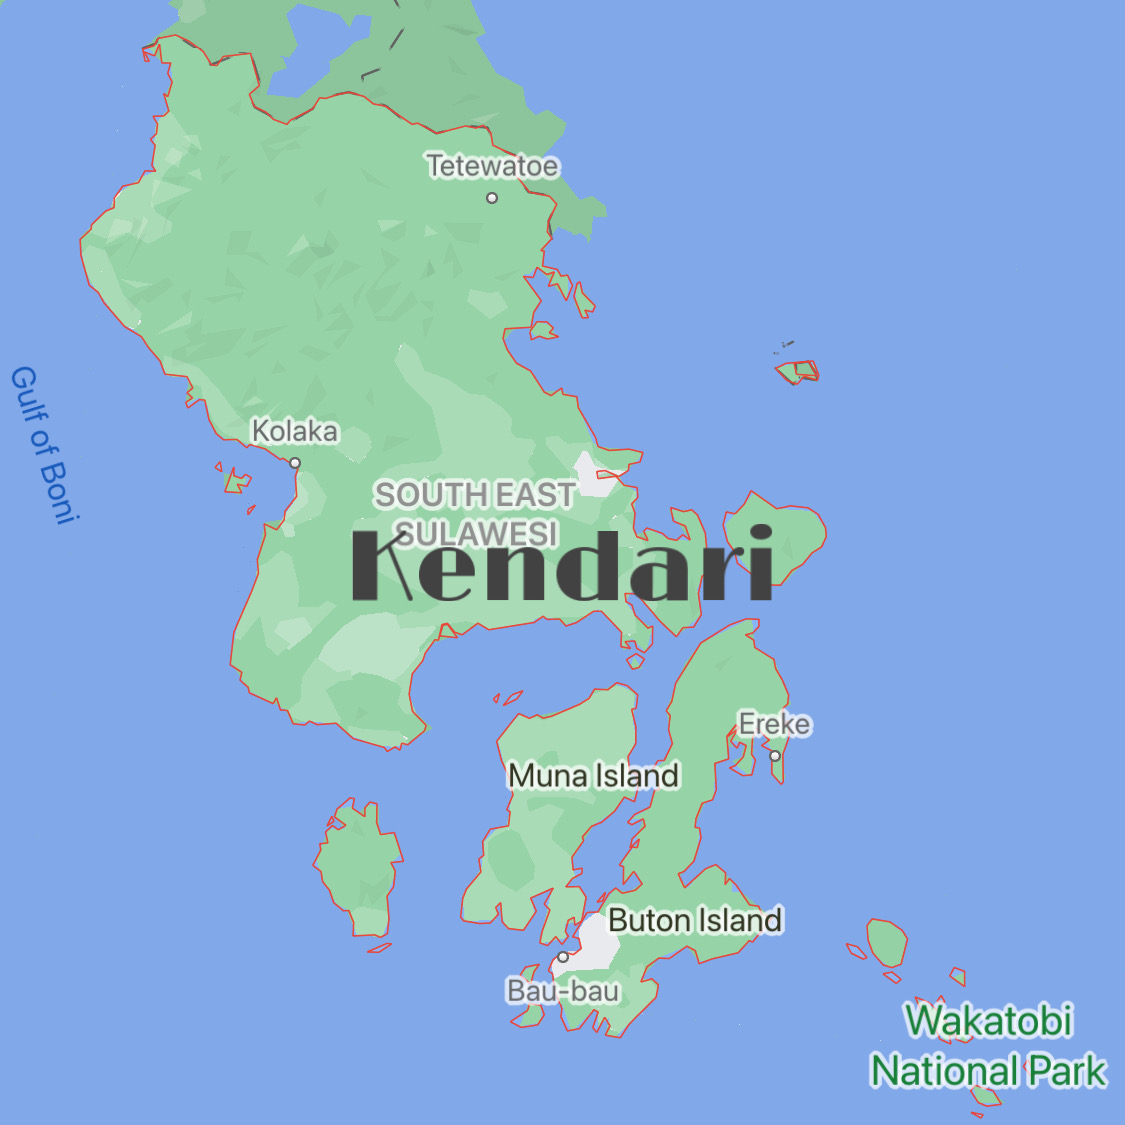 Tetewatoe
Gulf of Boni
Kolaka
SOUTH EAST
SULAWESI
Kendari
Ereke
Muna Island
Buton Island
Bau-bau
Wakatobi
National Park